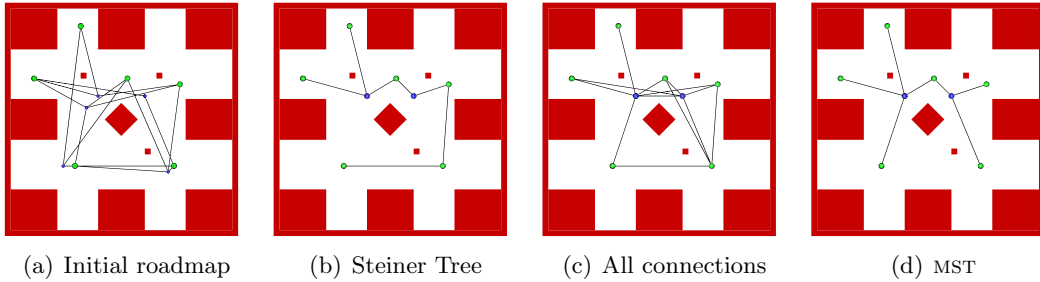 (a) Initial roadmap
(b) Steiner Tree
(c) All connections
(d) MST